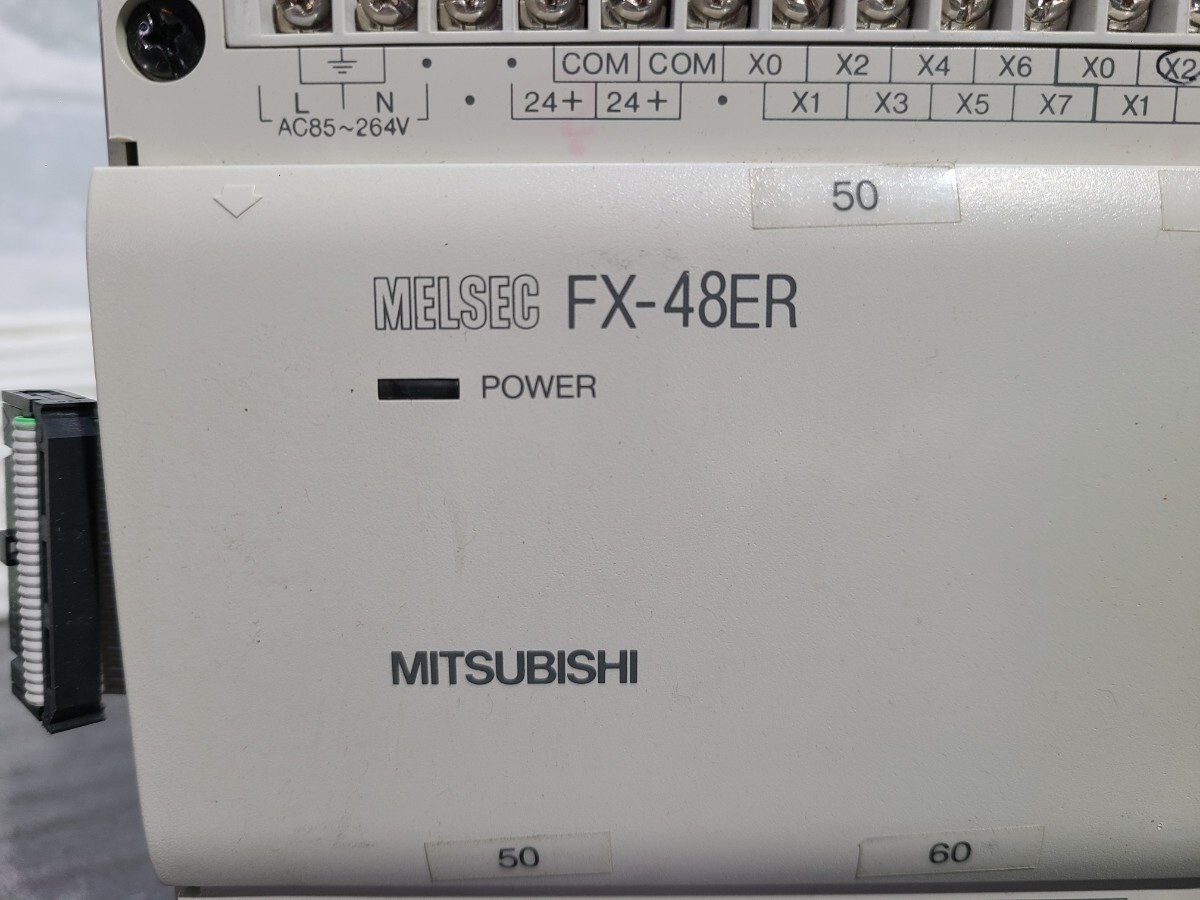 COM COM X0 X2 X4 X6 X0 X2
L N • 24+ 24+ • X1 X3 X5 X7 X1
AC85~264V
50
MELSEC FX-48ER
POWER
MITSUBISHI
50 60